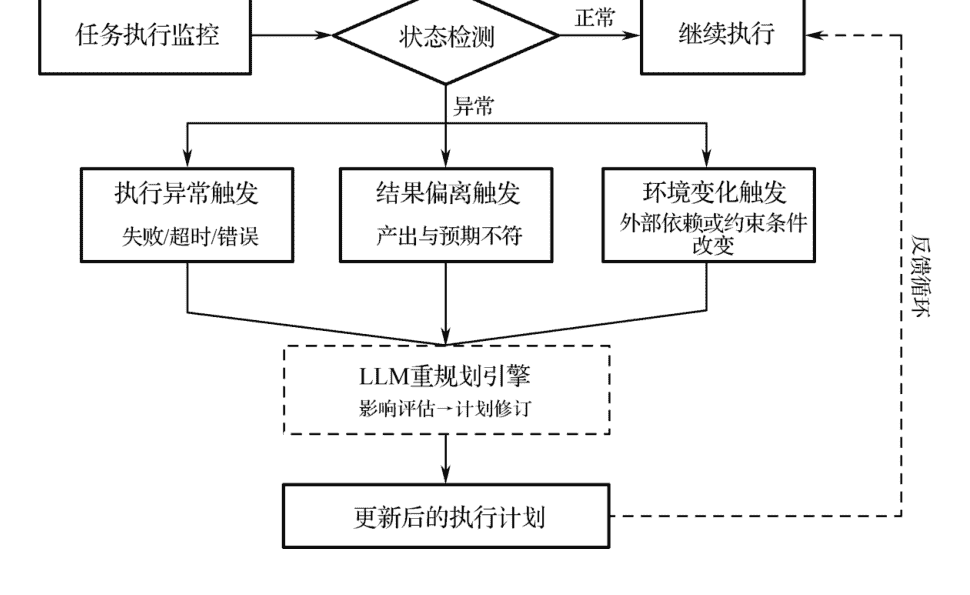 任务执行监控
状态检测
正常
继续执行
异常
执行异常触发
失败/超时/错误
结果偏离触发
产出与预期不符
环境变化触发
外部依赖或约束条件
改变
反馈循环
LLM重规划引擎
影响评估→计划修订
更新后的执行计划